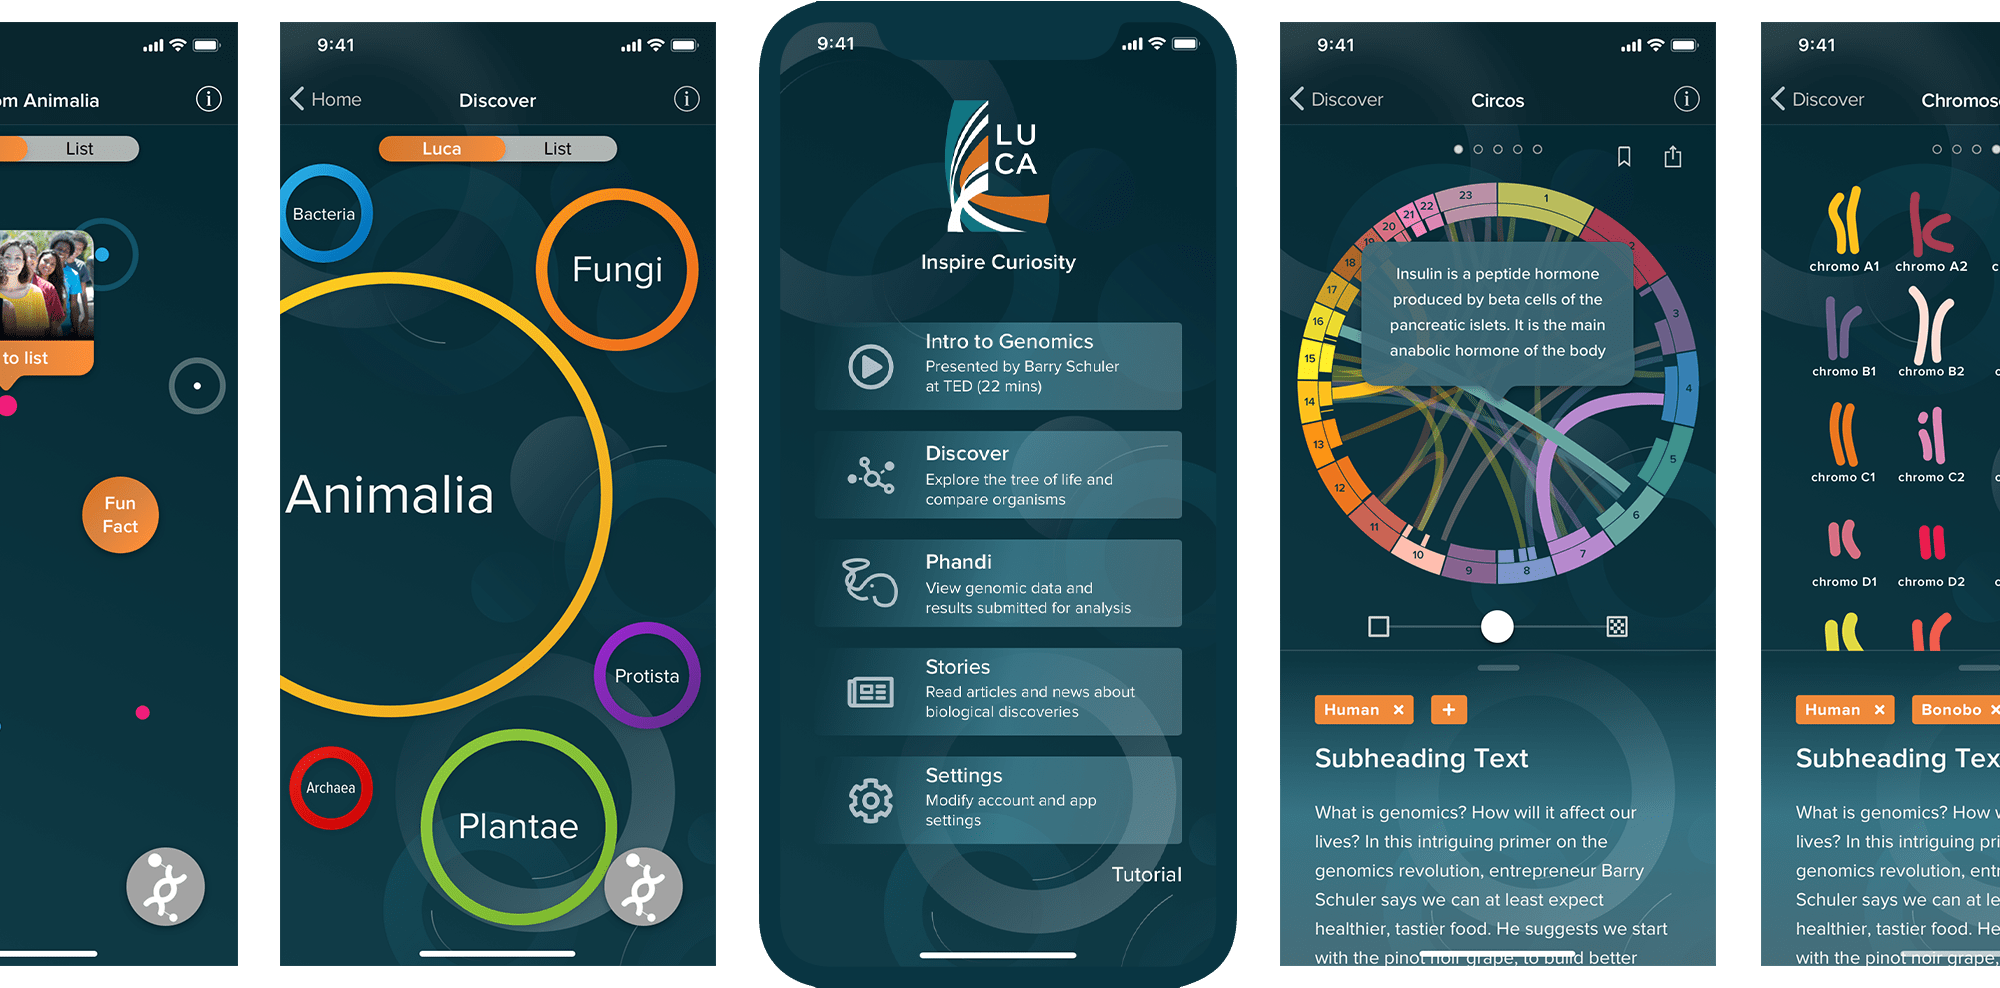 om Animalia
List
to list
Fun
Fact
9:41
Home
Discover
Luca
List
Bacteria
Fungi
Animalia
Protista
Archaea
Plantae
9:41
LU
CA
Inspire Curiosity
Intro to Genomics
Presented by Barry Schuler
at TED (22 mins)
Discover
Explore the tree of life and
compare organisms
Phandi
View genomic data and
results submitted for analysis
Stories
Read articles and news about
biological discoveries
Settings
Modify account and app
settings
Tutorial
9:41
Discover
Circos
1
2
3
4
5
6
7
8
9
10
11
12
13
14
15
16
17
18
19
20
21
22
23
Insulin is a peptide hormone
produced by beta cells of the
pancreatic islets. It is the main
anabolic hormone of the body
Human
Subheading Text
What is genomics? How will it affect our
lives? In this intriguing primer on the
genomics revolution, entrepreneur Barry
Schuler says we can at least expect
healthier, tastier food. He suggests we start
with the pinot noir grape, to build better
9:41
Discover
Chromos
chromo A1
chromo A2
c
chromo B1
chromo B2
c
chromo C1
chromo C2
c
chromo D1
chromo D2
c
Human
Bonobo
Subheading Tex
What is genomics? How w
lives? In this intriguing pri
genomics revolution, entr
Schuler says we can at le
healthier, tastier food. He
with the pinot noir grape,